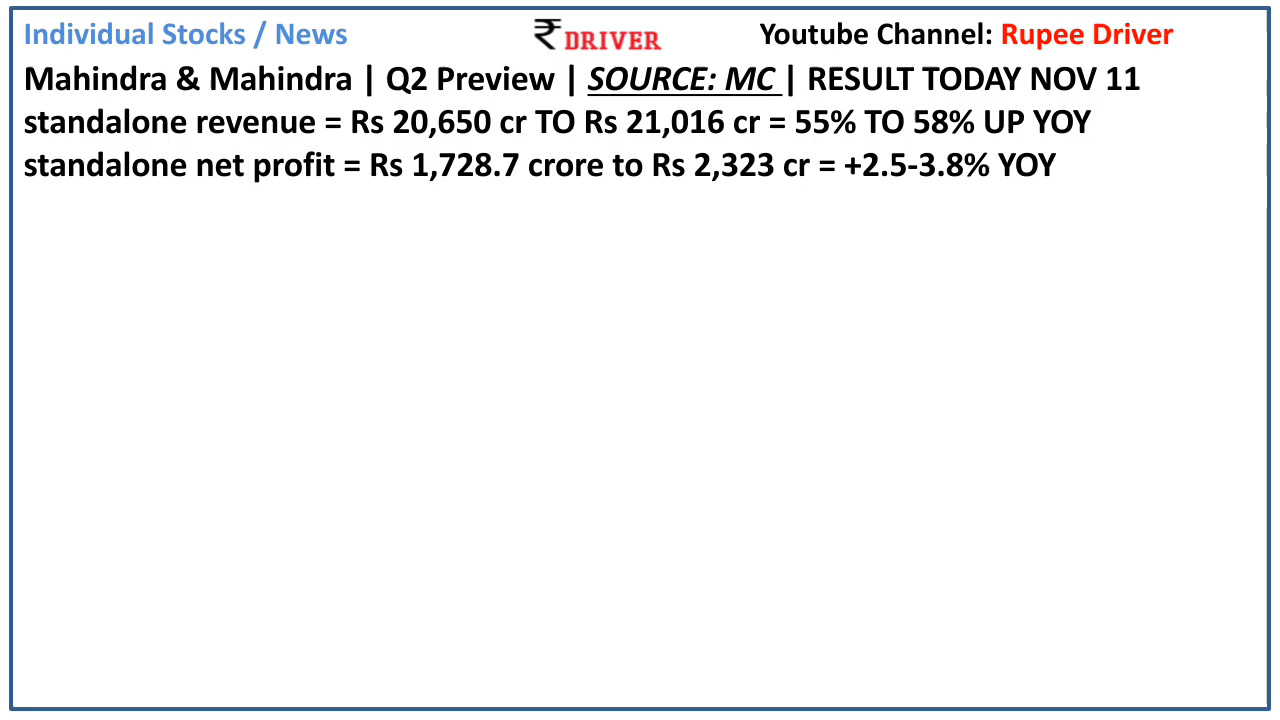 Individual Stocks / News ₹ DRIVER Youtube Channel: Rupee Driver
Mahindra & Mahindra | Q2 Preview | SOURCE: MC | RESULT TODAY NOV 11
standalone revenue = Rs 20,650 cr TO Rs 21,016 cr = 55% TO 58% UP YOY
standalone net profit = Rs 1,728.7 crore to Rs 2,323 cr = +2.5-3.8% YOY